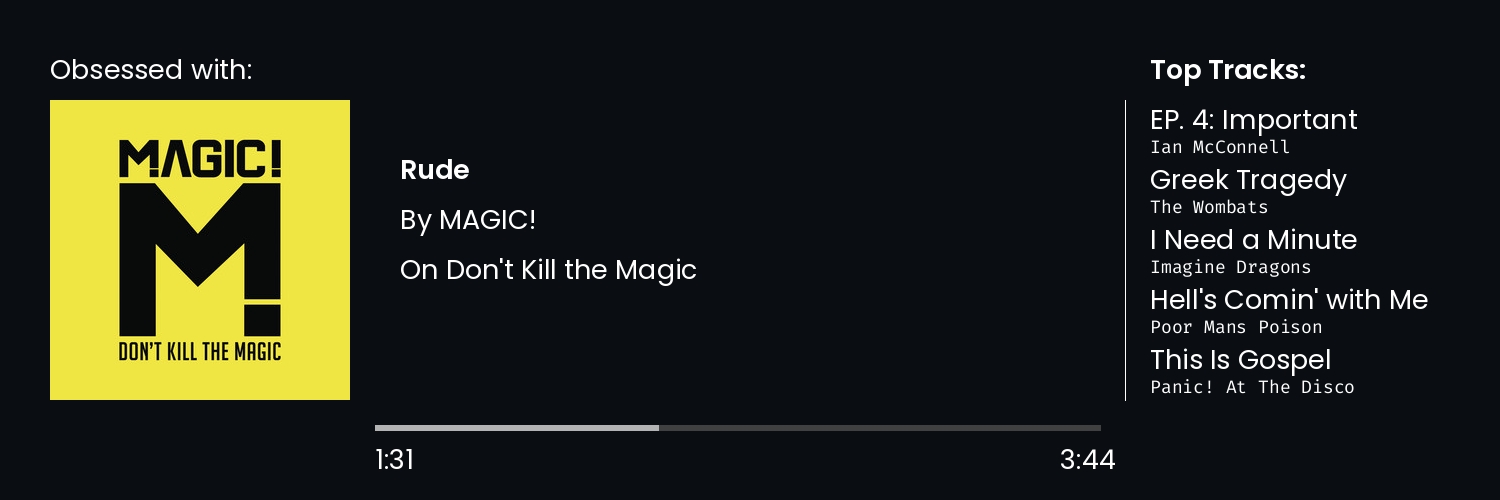 Obsessed with:
MAGIC!
M!
DON'T KILL THE MAGIC
Rude
By MAGIC!
On Don't Kill the Magic
1:31
3:44
Top Tracks:
EP. 4: Important
Ian McConnell
Greek Tragedy
The Wombats
I Need a Minute
Imagine Dragons
Hell's Comin' with Me
Poor Mans Poison
This Is Gospel
Panic! At The Disco